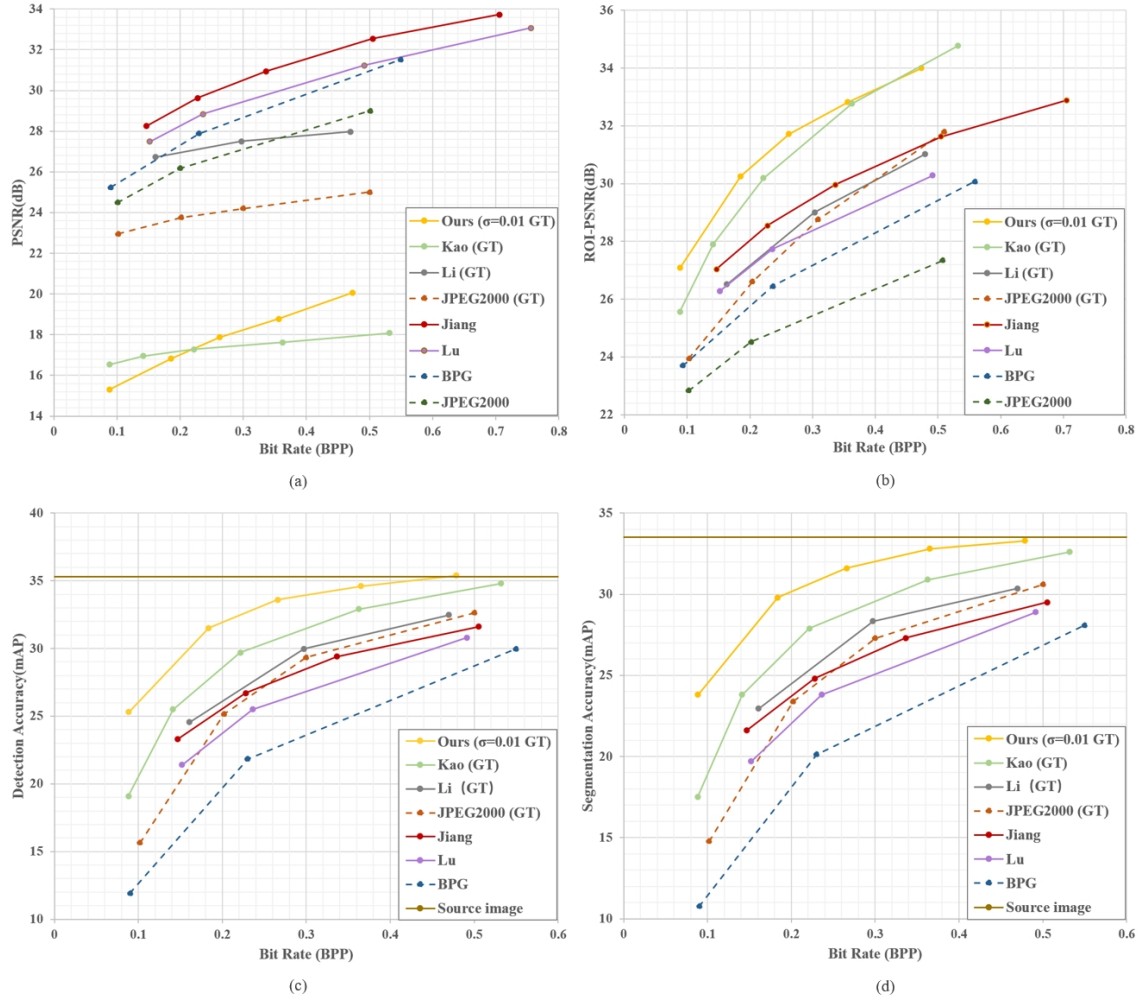 34
32
30
28
26
24
22
20
18
16
14
PSNR(dB)
0 0.1 0.2 0.3 0.4 0.5 0.6 0.7 0.8
Bit Rate (BPP)
Ours (σ=0.01 GT)
Kao (GT)
Li (GT)
JPEG2000 (GT)
Jiang
Lu
BPG
JPEG2000
(a)
36
34
32
30
28
26
24
22
ROI-PSNR(dB)
0 0.1 0.2 0.3 0.4 0.5 0.6 0.7 0.8
Bit Rate (BPP)
Ours (σ=0.01 GT)
Kao (GT)
Li (GT)
JPEG2000 (GT)
Jiang
Lu
BPG
JPEG2000
(b)
40
35
30
25
20
15
10
Detection Accuracy(mAP)
0 0.1 0.2 0.3 0.4 0.5 0.6
Bit Rate (BPP)
Ours (σ=0.01 GT)
Kao (GT)
Li（GT）
JPEG2000 (GT)
Jiang
Lu
BPG
Source image
(c)
35
30
25
20
15
10
Segmentation Accuracy(mAP)
0 0.1 0.2 0.3 0.4 0.5 0.6
Bit Rate (BPP)
Ours (σ=0.01 GT)
Kao (GT)
Li（GT）
JPEG2000 (GT)
Jiang
Lu
BPG
Source image
(d)